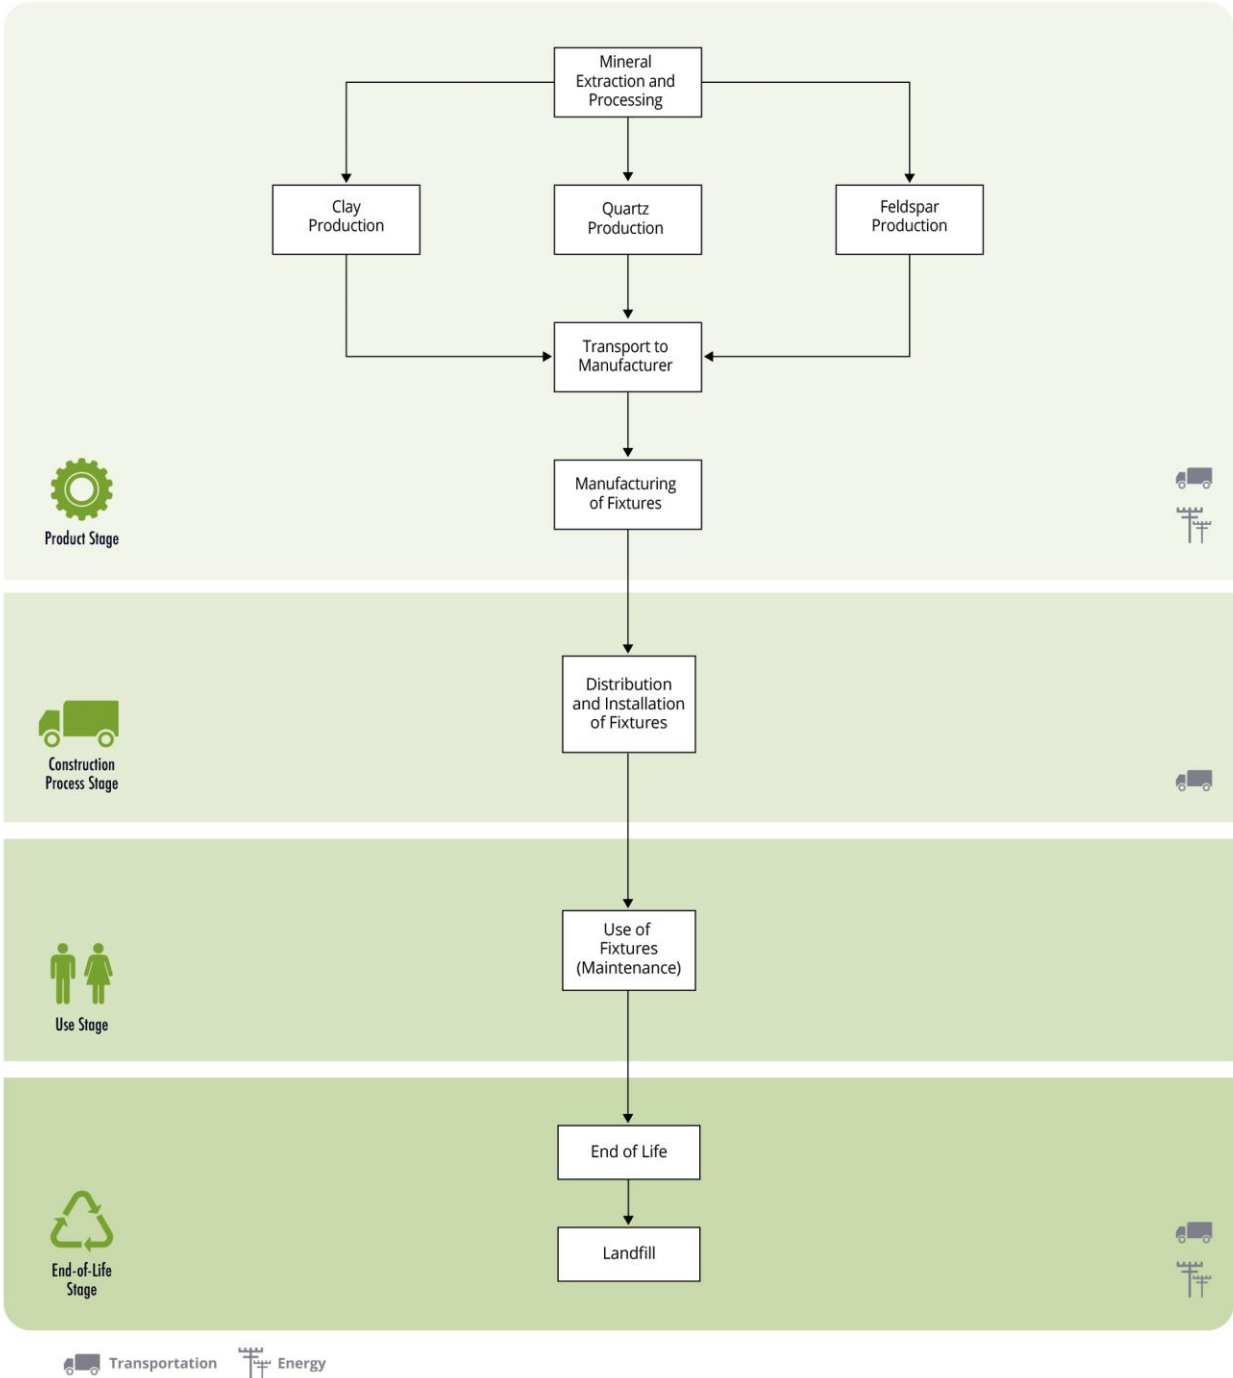 Mineral
Extraction and
Processing
Clay
Production
Quartz
Production
Feldspar
Production
Transport to
Manufacturer
Manufacturing
of Fixtures
Product Stage
Distribution
and Installation
of Fixtures
Construction
Process Stage
Use of
Fixtures
(Maintenance)
Use Stage
End of Life
Landfill
End-of-Life
Stage
Transportation
Energy